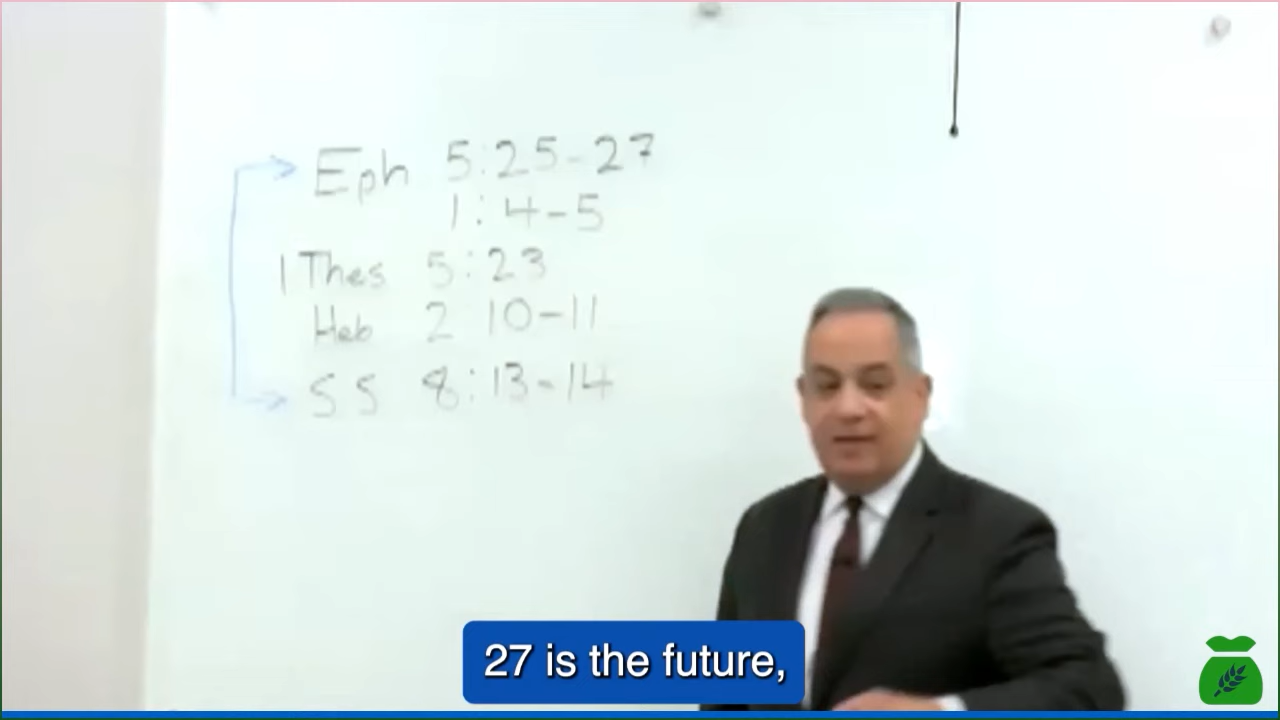 Eph 5:25-27
1:4-5
1 Thes 5:23
Heb 2:10-11
SS 8:13-14
27 is the future,